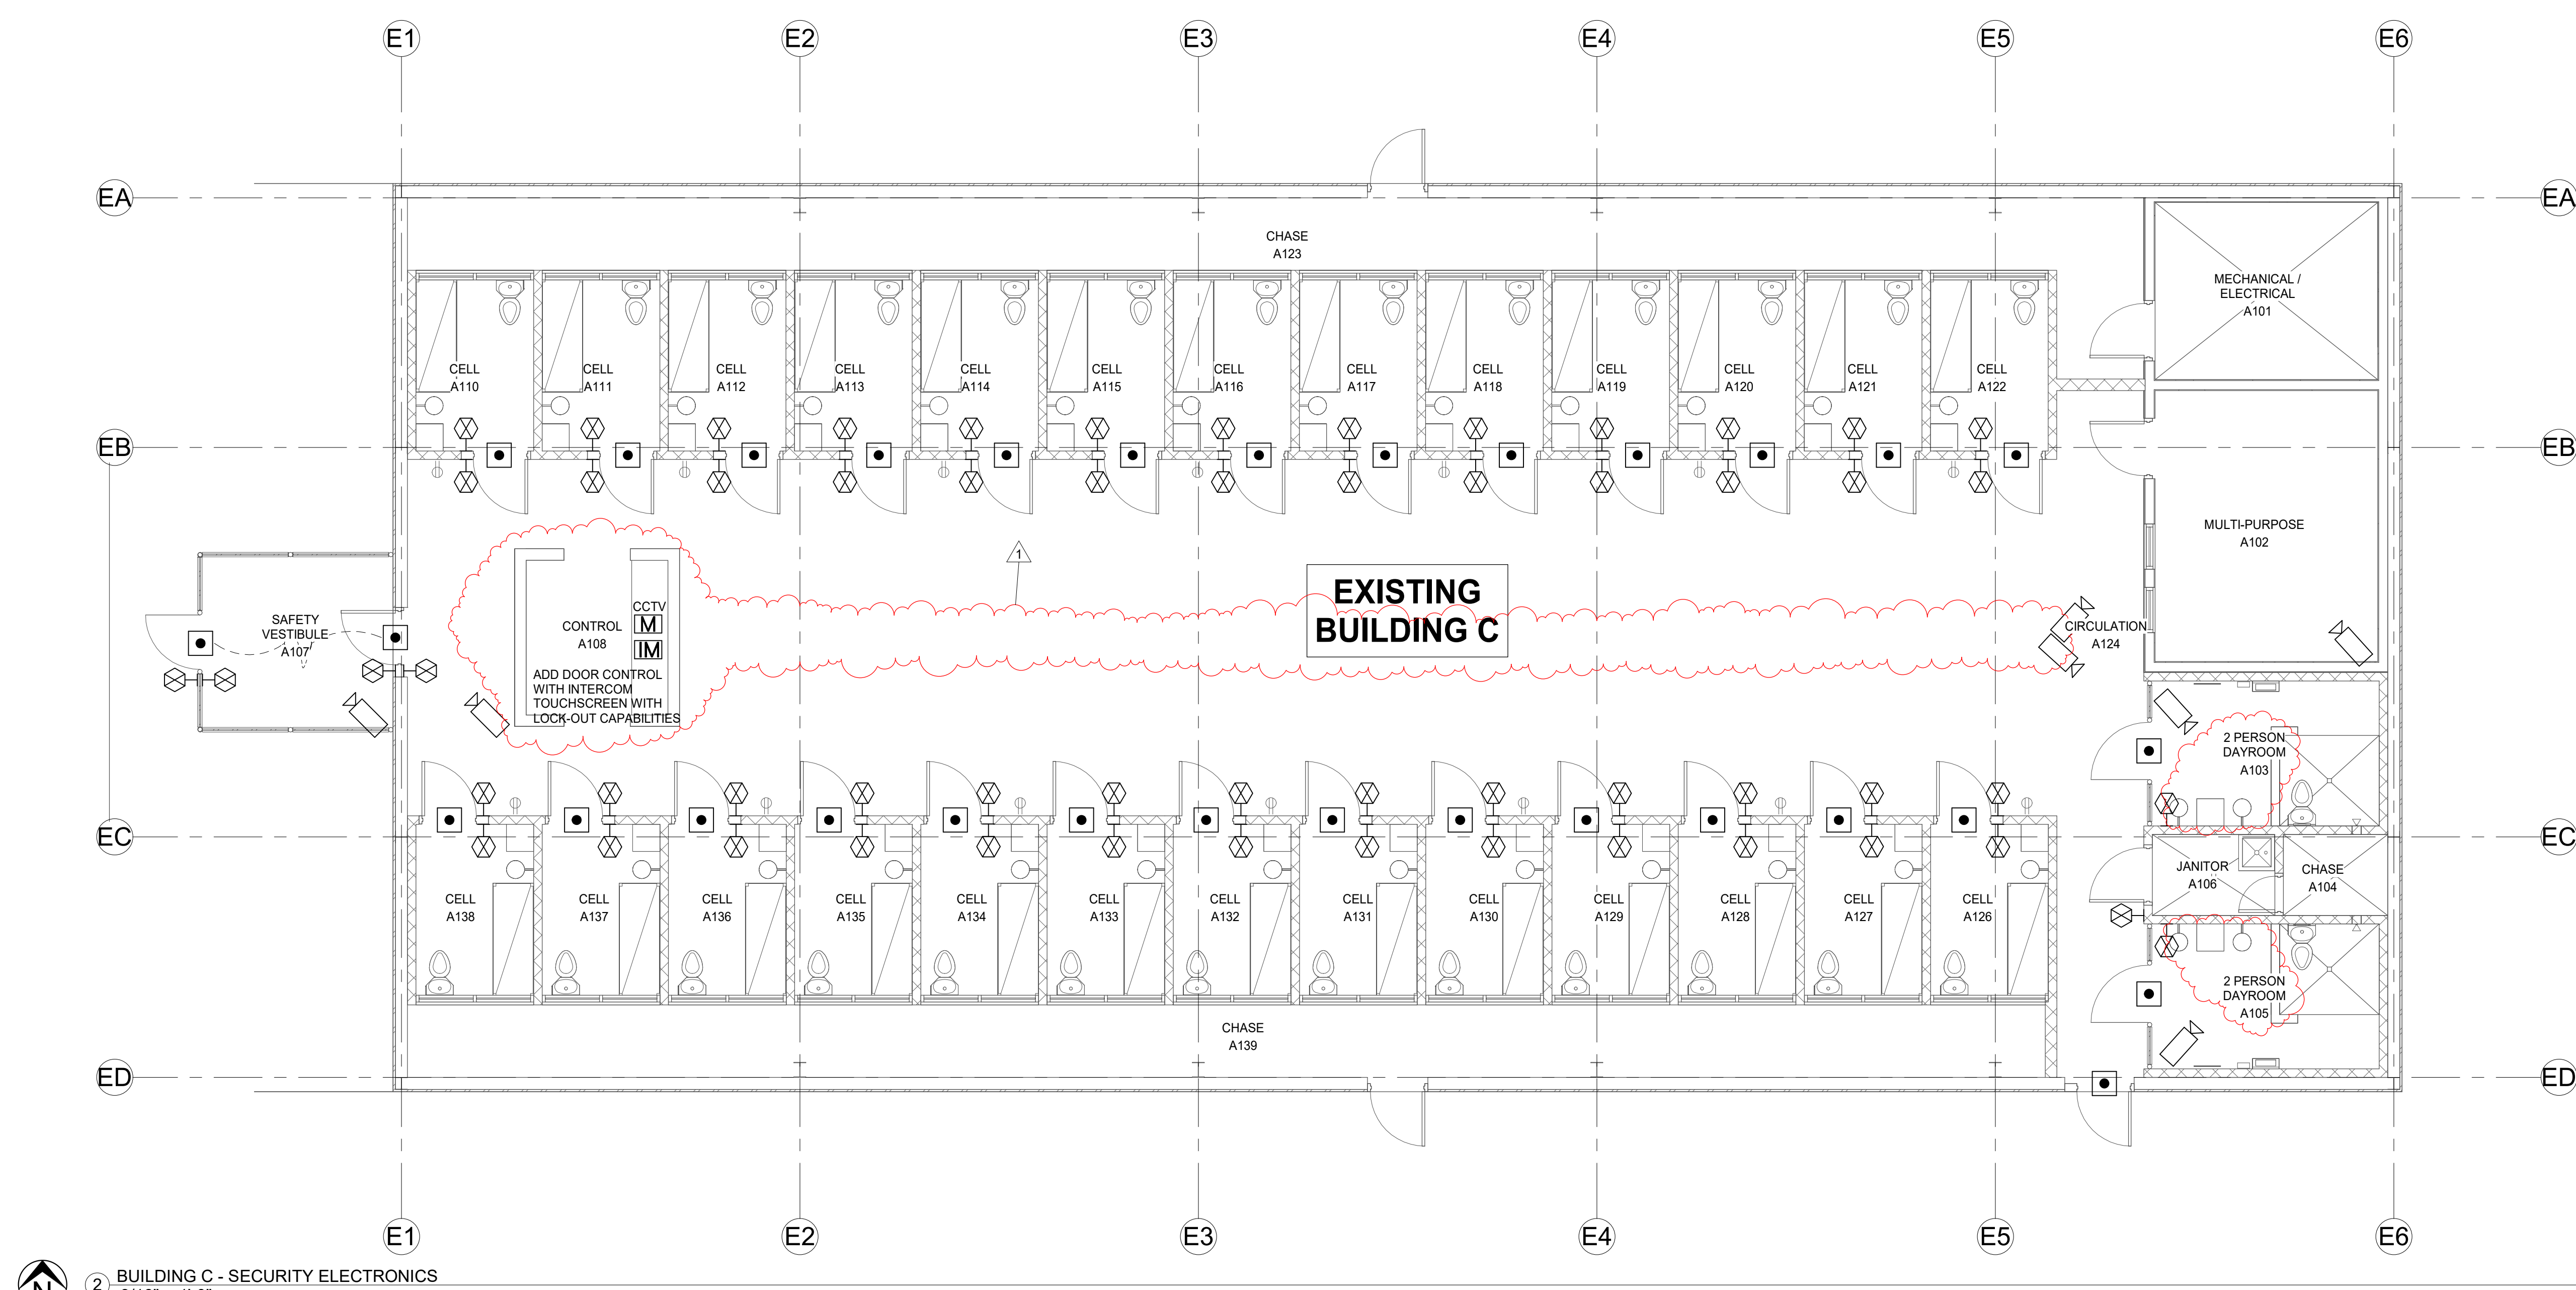 E1
E2
E3
E4
E5
E6
EA
EA
CHASE
A123
MECHANICAL /
ELECTRICAL
A101
CELL
A110
CELL
A111
CELL
A112
CELL
A113
CELL
A114
CELL
A115
CELL
A116
CELL
A117
CELL
A118
CELL
A119
CELL
A120
CELL
A121
CELL
A122
EB
EB
MULTI-PURPOSE
A102
1
EXISTING
BUILDING C
SAFETY
VESTIBULE
A107
CONTROL
A108
CCTV
M
IM
ADD DOOR CONTROL
WITH INTERCOM
TOUCHSCREEN WITH
LOCK-OUT CAPABILITIES
CIRCULATION
A124
2 PERSON
DAYROOM
A103
EC
EC
JANITOR
A106
CHASE
A104
CELL
A138
CELL
A137
CELL
A136
CELL
A135
CELL
A134
CELL
A133
CELL
A132
CELL
A131
CELL
A130
CELL
A129
CELL
A128
CELL
A127
CELL
A126
2 PERSON
DAYROOM
A105
CHASE
A139
ED
ED
E1
E2
E3
E4
E5
E6
N
2
BUILDING C - SECURITY ELECTRONICS